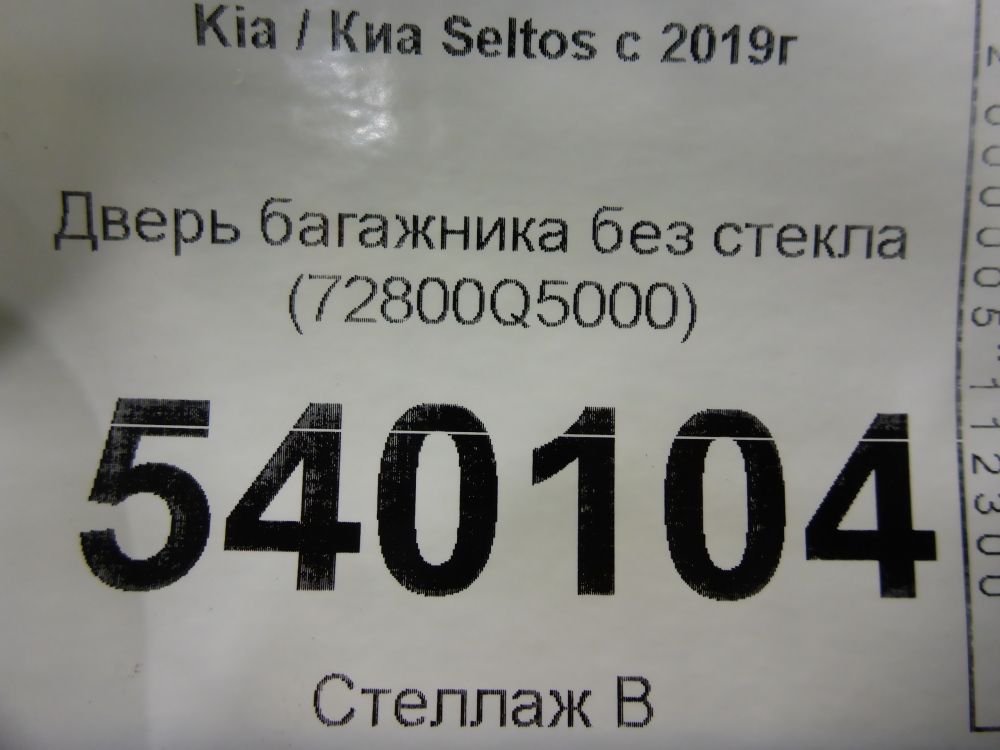 Kia / Киа Seltos с 2019г
Дверь багажника без стекла
(72800Q5000)
540104
Стеллаж В